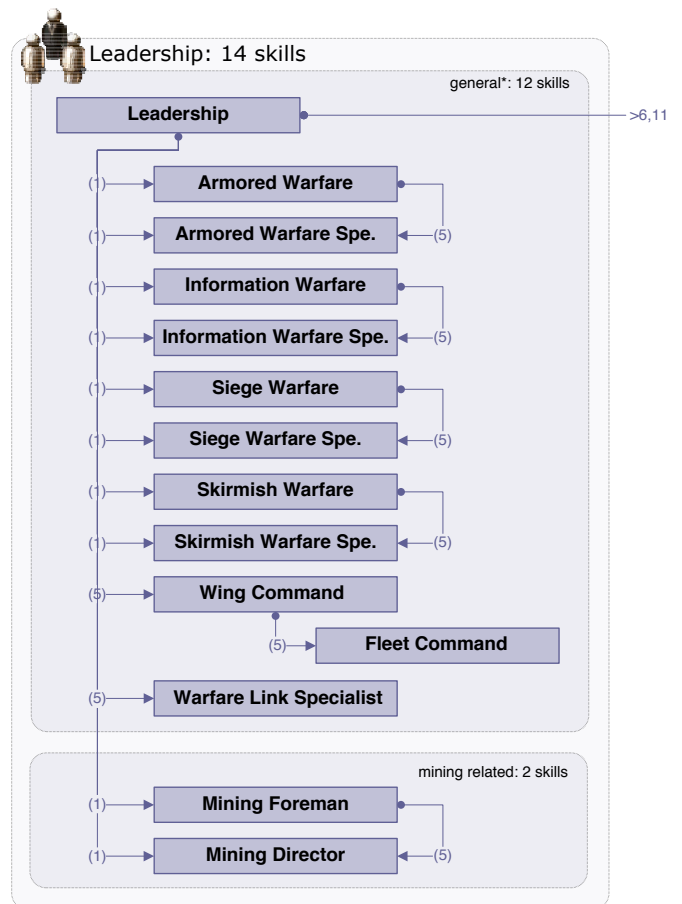 Leadership: 14 skills
general*: 12 skills
Leadership
>6,11
(1)
Armored Warfare
(1)
Armored Warfare Spe.
(5)
(1)
Information Warfare
(1)
Information Warfare Spe.
(5)
(1)
Siege Warfare
(1)
Siege Warfare Spe.
(5)
(1)
Skirmish Warfare
(1)
Skirmish Warfare Spe.
(5)
(5)
Wing Command
(5)
Fleet Command
(5)
Warfare Link Specialist
mining related: 2 skills
(1)
Mining Foreman
(1)
Mining Director
(5)